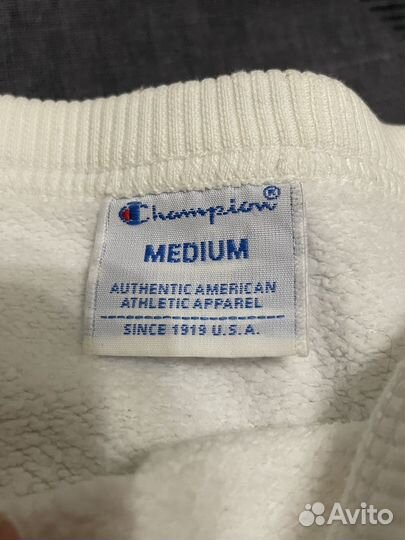 Champion®
MEDIUM
AUTHENTIC AMERICAN
ATHLETIC APPAREL
SINCE 1919 U.S.A.
Avito